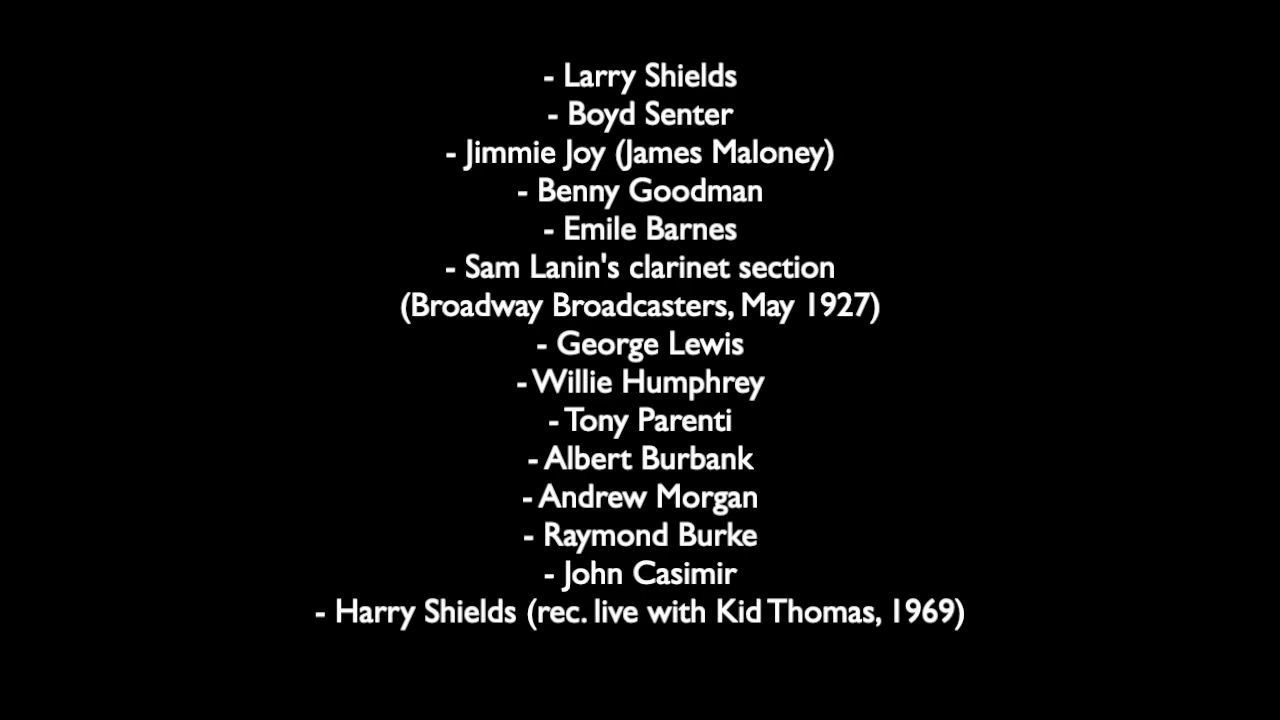 - Larry Shields
- Boyd Senter
- Jimmie Joy (James Maloney)
- Benny Goodman
- Emile Barnes
- Sam Lanin's clarinet section
(Broadway Broadcasters, May 1927)
- George Lewis
- Willie Humphrey
- Tony Parenti
- Albert Burbank
- Andrew Morgan
- Raymond Burke
- John Casimir
- Harry Shields (rec. live with Kid Thomas, 1969)